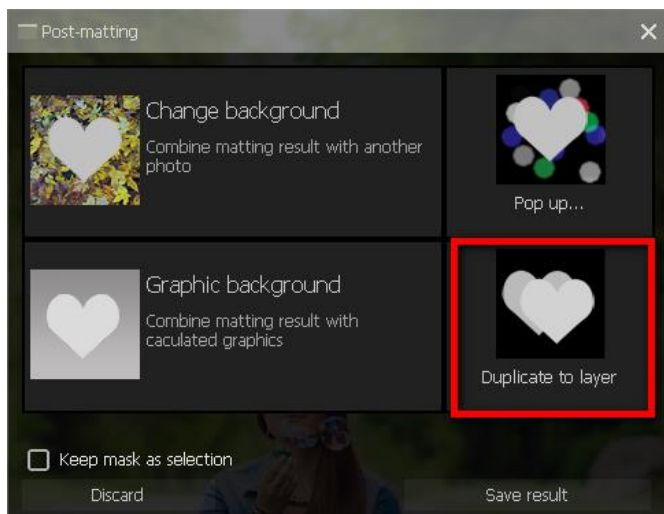 Post-matting
Change background
Combine matting result with another
photo
Pop up...
Graphic background
Combine matting result with
caculated graphics
Duplicate to layer
Keep mask as selection
Discard
Save result